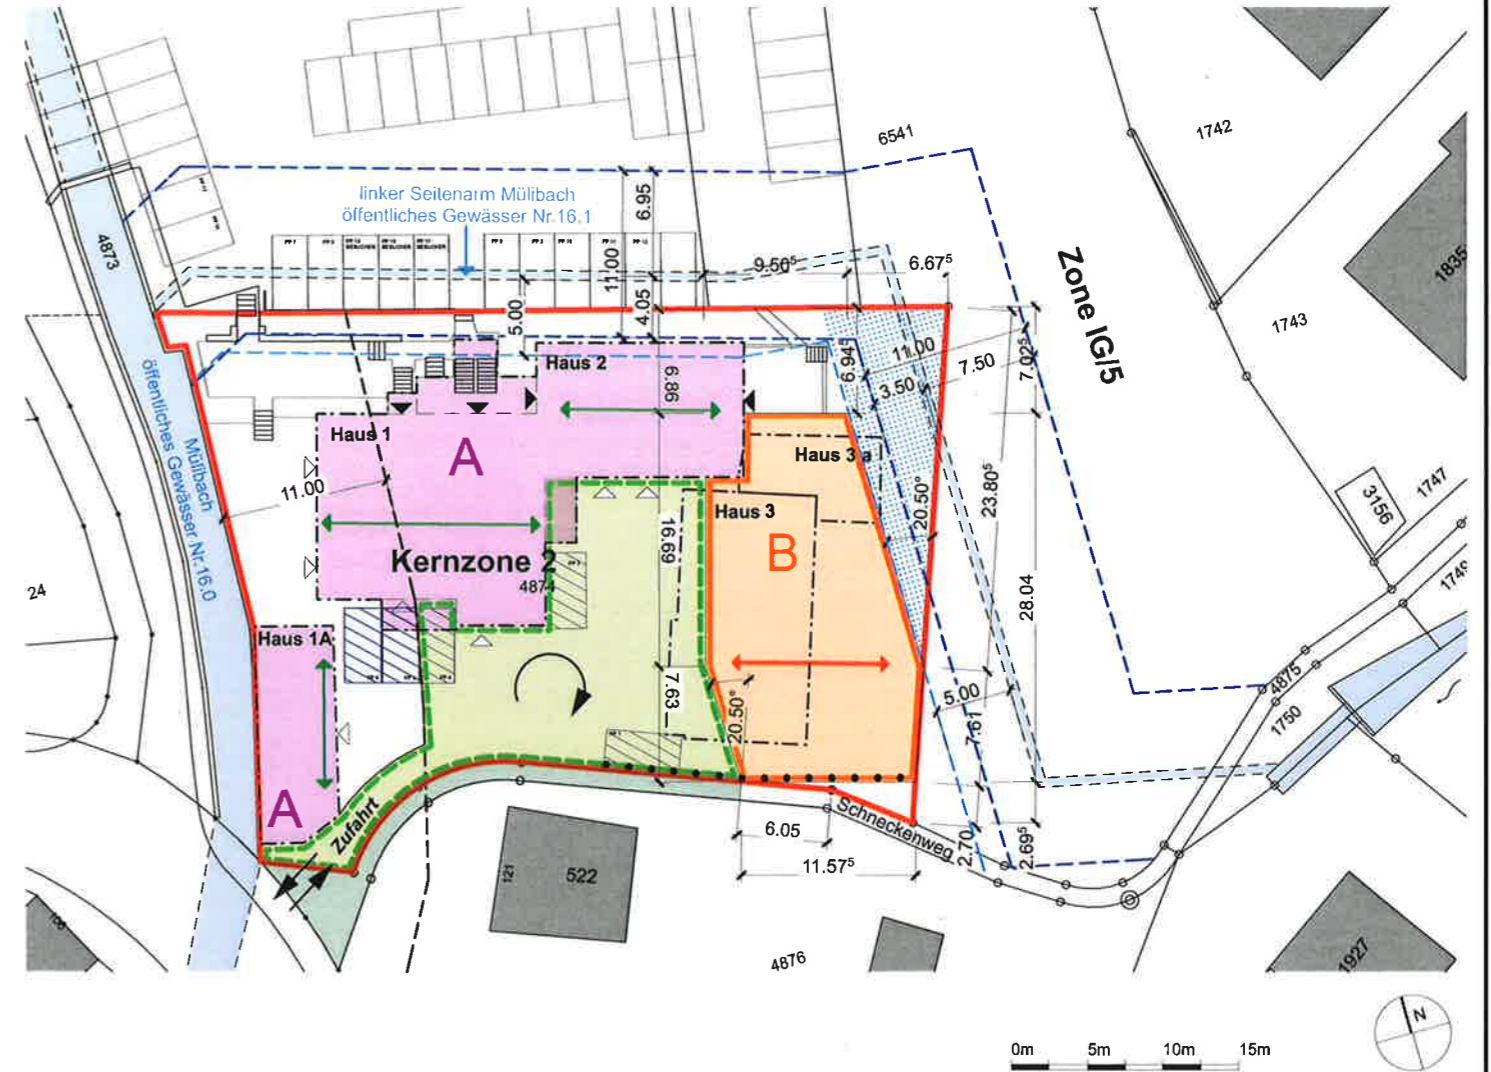 6541
1742
linker Seitenarm Mülibach
öffentliches Gewässer Nr.16.1
6.95
4873
11.00
9.50⁵
6.67⁵
Zone IG/5
1835
5.00
4.05
1743
Haus 2
6.94⁵
11.00
7.50
7.02⁵
3.50
6.86
Haus 1
A
Haus 3 a
Mülibach
öffentliches Gewässer Nr.16.0
11.00
23.80⁵
20.50°
1747
3156
Haus 3
16.69
B
Kernzone 2
4874
1749
24
28.04
Haus 1A
7.63
20.50°
5.00
7.61
4875
1750
A
Zufahrt
Schneckenweg
6.05
2.70
2.69⁵
11.57⁵
121
522
4876
1927
N
0m
5m
10m
15m